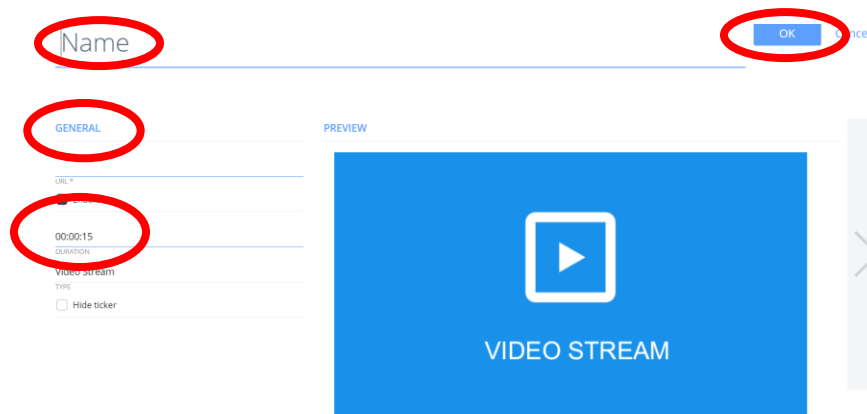 Name
OK
GENERAL
PREVIEW
URL *
00:00:15
DURATION
Video Stream
TYPE
Hide ticker
VIDEO STREAM